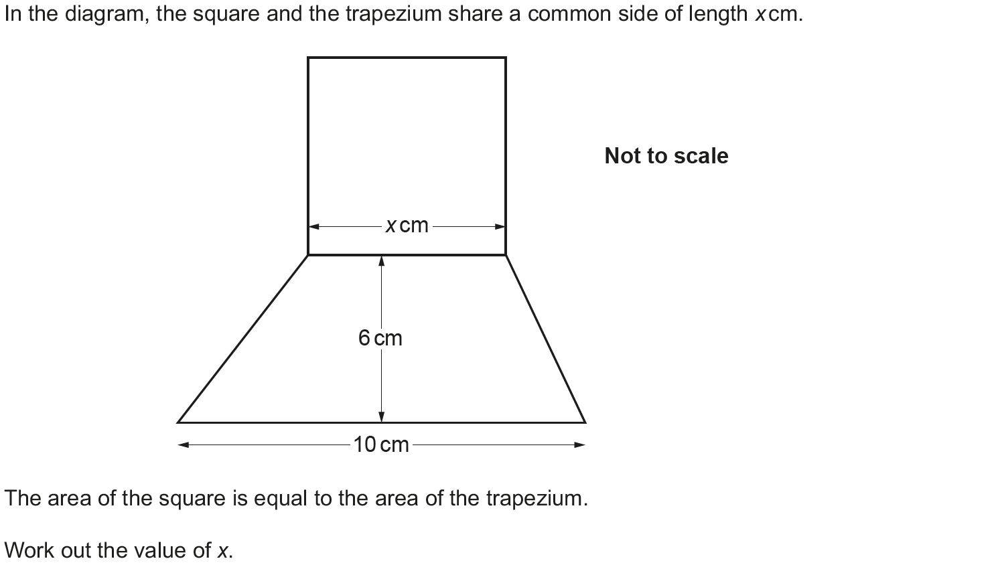 In the diagram, the square and the trapezium share a common side of length x cm.
Not to scale
x cm
6 cm
10 cm
The area of the square is equal to the area of the trapezium.
Work out the value of x.